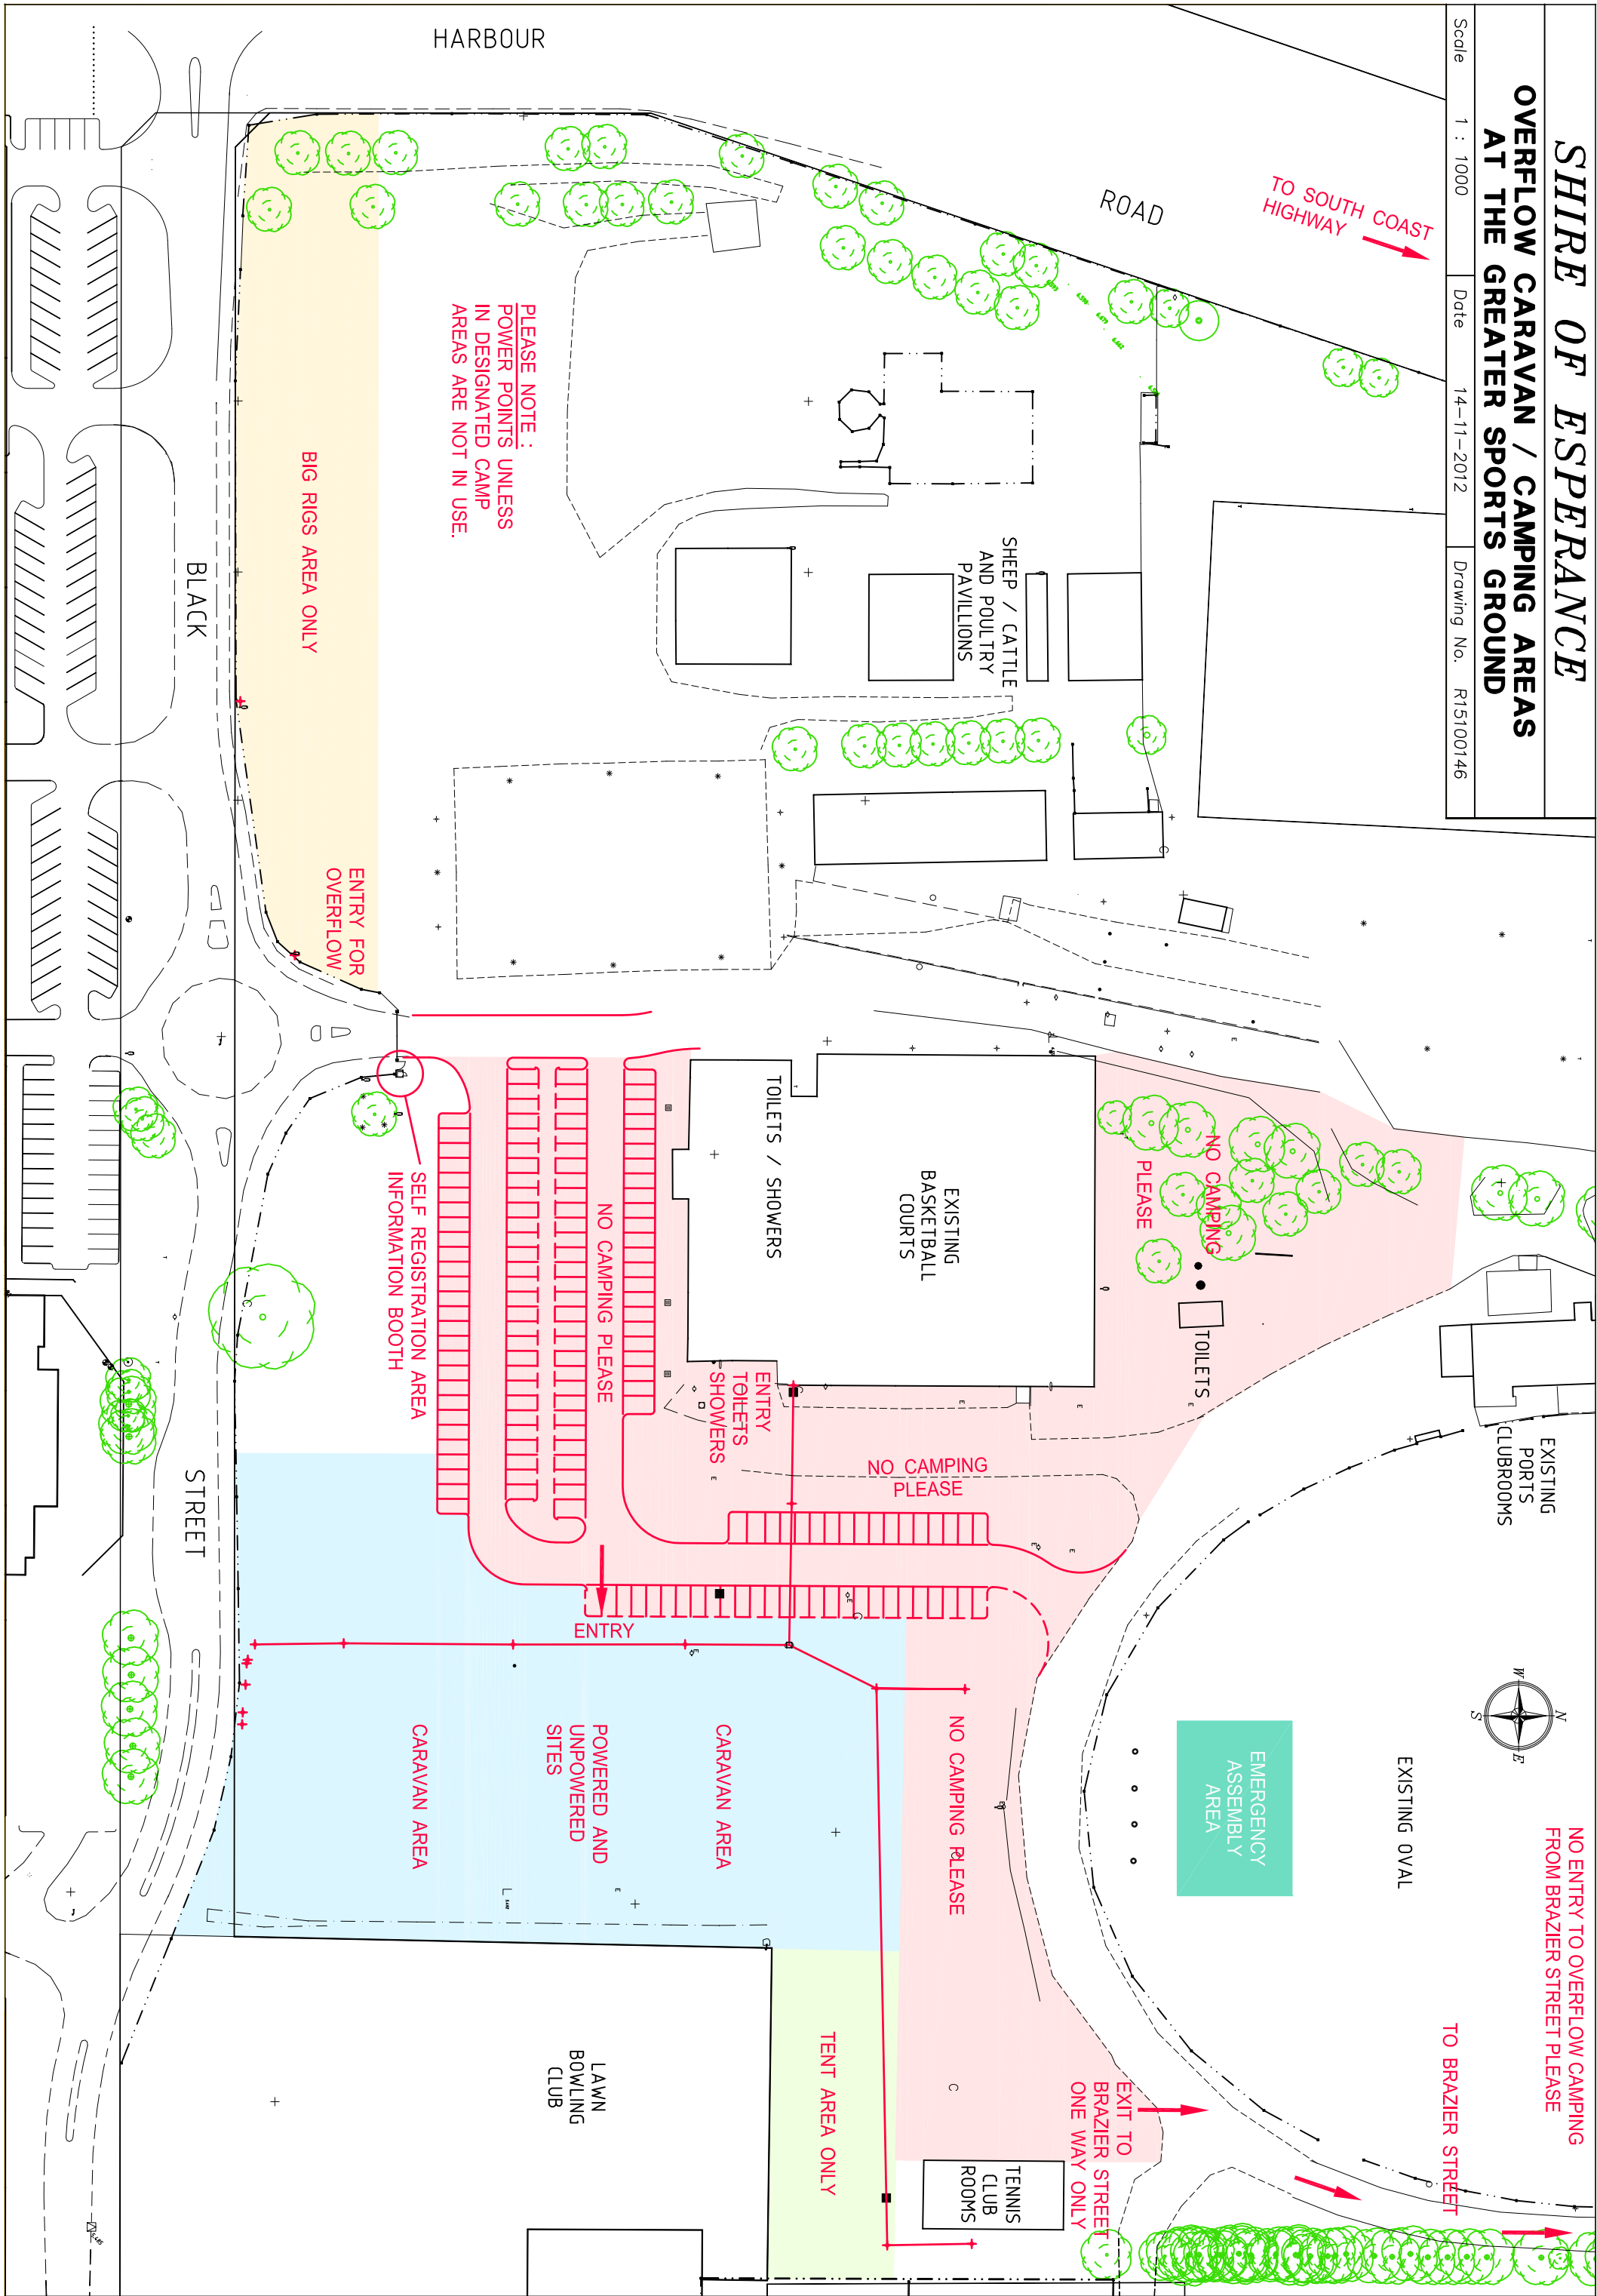 SHIRE OF ESPERANCE
OVERFLOW CARAVAN / CAMPING AREAS
AT THE GREATER SPORTS GROUND
Scale 1 : 1000
Date 14-11-2012
Drawing No. R15100146
HARBOUR
ROAD
TO SOUTH COAST
HIGHWAY
PLEASE NOTE :
POWER POINTS UNLESS
IN DESIGNATED CAMP
AREAS ARE NOT IN USE.
BIG RIGS AREA ONLY
BLACK
STREET
SHEEP / CATTLE
AND POULTRY
PAVILLIONS
ENTRY FOR
OVERFLOW
SELF REGISTRATION AREA
INFORMATION BOOTH
NO CAMPING PLEASE
TOILETS / SHOWERS
EXISTING
BASKETBALL
COURTS
NO CAMPING
PLEASE
TOILETS
ENTRY
TOILETS
SHOWERS
NO CAMPING
PLEASE
EXISTING
PORTS
CLUBROOMS
ENTRY
CARAVAN AREA
POWERED AND
UNPOWERED
SITES
CARAVAN AREA
NO CAMPING PLEASE
EMERGENCY
ASSEMBLY
AREA
EXISTING OVAL
N
E
S
W
NO ENTRY TO OVERFLOW CAMPING
FROM BRAZIER STREET PLEASE
TO BRAZIER STREET
EXIT TO
BRAZIER STREET
ONE WAY ONLY
TENNIS
CLUB
ROOMS
TENT AREA ONLY
LAWN
BOWLING
CLUB